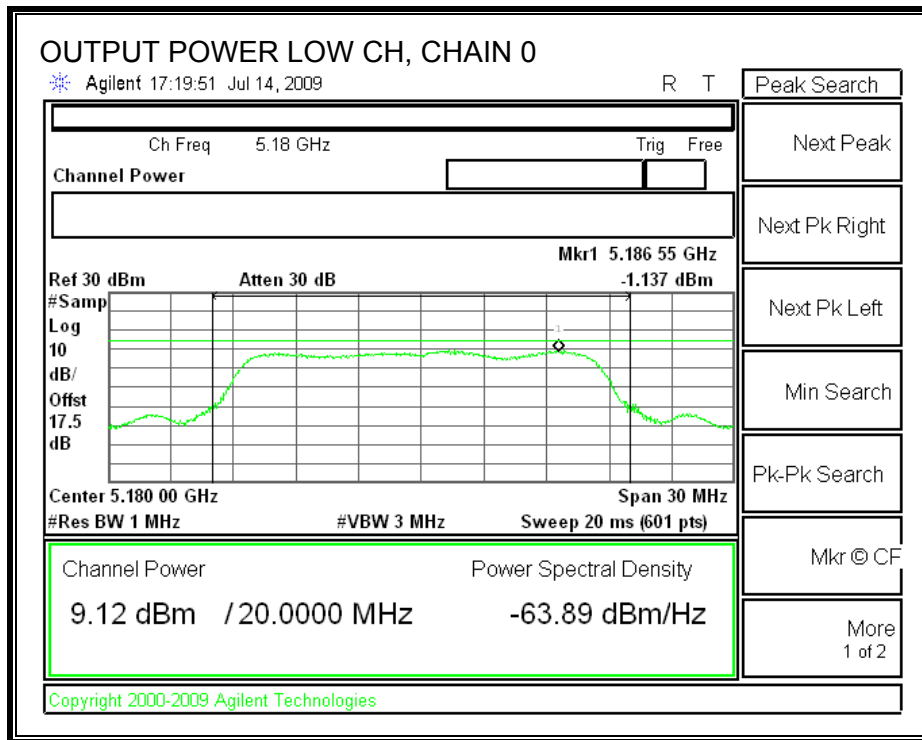 OUTPUT POWER LOW CH, CHAIN 0
Agilent 17:19:51 Jul 14, 2009 R T
Peak Search
Ch Freq 5.18 GHz Trig Free
Channel Power
Next Peak
Next Pk Right
Mkr1 5.186 55 GHz
Ref 30 dBm Atten 30 dB -1.137 dBm
#Samp
Log
10
dB/
Offst
17.5
dB
1
Next Pk Left
Min Search
Pk-Pk Search
Center 5.180 00 GHz Span 30 MHz
#Res BW 1 MHz #VBW 3 MHz Sweep 20 ms (601 pts)
Channel Power Power Spectral Density
9.12 dBm / 20.0000 MHz -63.89 dBm/Hz
Mkr © CF
More
1 of 2
Copyright 2000-2009 Agilent Technologies